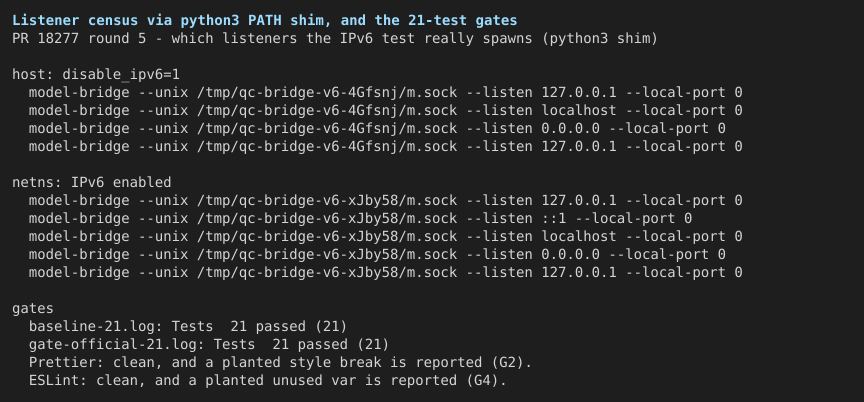 Listener census via python3 PATH shim, and the 21-test gates
PR 18277 round 5 - which listeners the IPv6 test really spawns (python3 shim)
host: disable_ipv6=1
model-bridge --unix /tmp/qc-bridge-v6-4Gfsnj/m.sock --listen 127.0.0.1 --local-port 0
model-bridge --unix /tmp/qc-bridge-v6-4Gfsnj/m.sock --listen localhost --local-port 0
model-bridge --unix /tmp/qc-bridge-v6-4Gfsnj/m.sock --listen 0.0.0.0 --local-port 0
model-bridge --unix /tmp/qc-bridge-v6-4Gfsnj/m.sock --listen 127.0.0.1 --local-port 0
netns: IPv6 enabled
model-bridge --unix /tmp/qc-bridge-v6-xJby58/m.sock --listen 127.0.0.1 --local-port 0
model-bridge --unix /tmp/qc-bridge-v6-xJby58/m.sock --listen ::1 --local-port 0
model-bridge --unix /tmp/qc-bridge-v6-xJby58/m.sock --listen localhost --local-port 0
model-bridge --unix /tmp/qc-bridge-v6-xJby58/m.sock --listen 0.0.0.0 --local-port 0
model-bridge --unix /tmp/qc-bridge-v6-xJby58/m.sock --listen 127.0.0.1 --local-port 0
gates
baseline-21.log: Tests  21 passed (21)
gate-official-21.log: Tests  21 passed (21)
Prettier: clean, and a planted style break is reported (G2).
ESLint: clean, and a planted unused var is reported (G4).